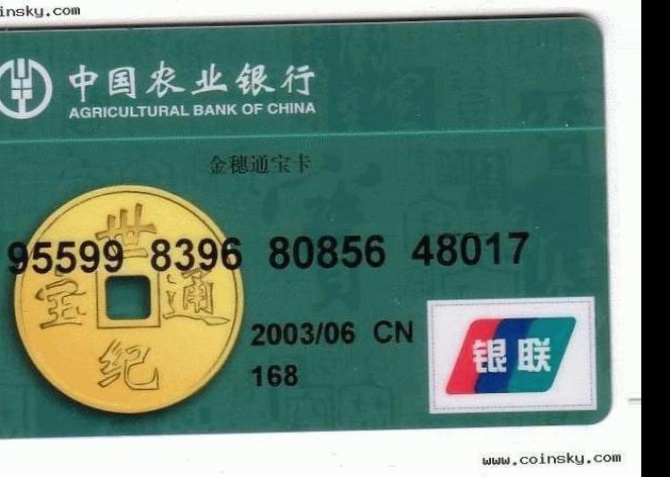 insky.com
中国农业银行
AGRICULTURAL BANK OF CHINA
金穗通宝卡
世
宝 通
纪
95599 8396 80856 48017
2003/06 CN
168
银联
www.coinsky.com